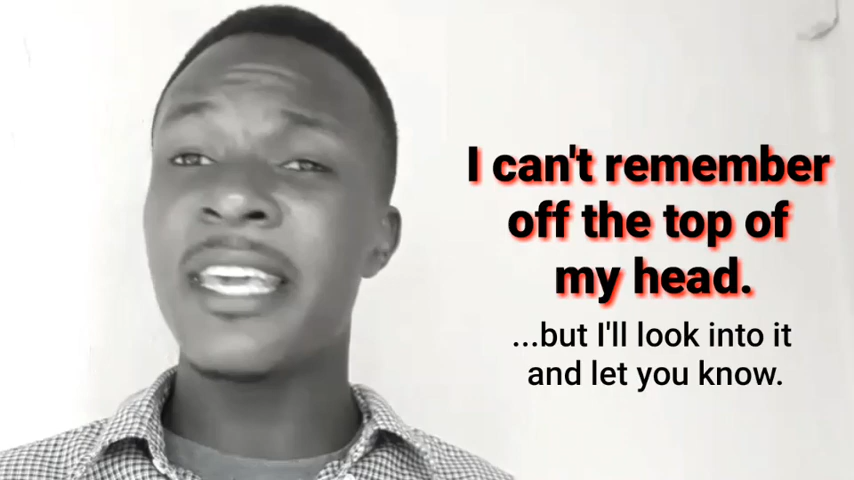 I can't remember
off the top of
my head.
...but I'll look into it
and let you know.